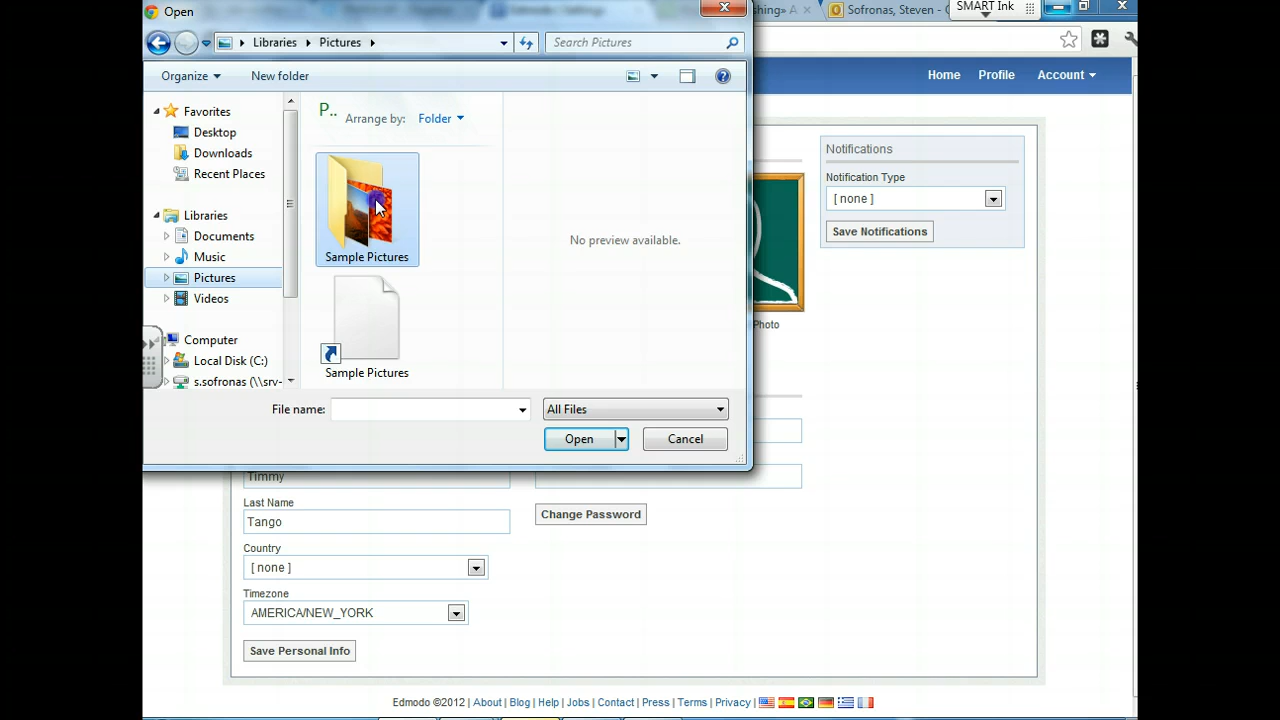 Open
Sofronas, Steven - 
SMART Ink
Libraries Pictures
Search Pictures
Organize New folder
Home Profile Account
Favorites
Desktop
Downloads
Recent Places
Libraries
Documents
Music
Pictures
Videos
Computer
Local Disk (C:)
s.sofronas (\\srv-
P.. Arrange by: Folder
Sample Pictures
Sample Pictures
No preview available.
File name:
All Files
Open Cancel
Notifications
Notification Type
[ none ]
Save Notifications
Photo
Timmy
Last Name
Tango
Country
[ none ]
Timezone
AMERICA/NEW_YORK
Save Personal Info
Change Password
Edmodo ©2012 | About | Blog | Help | Jobs | Contact | Press | Terms | Privacy |